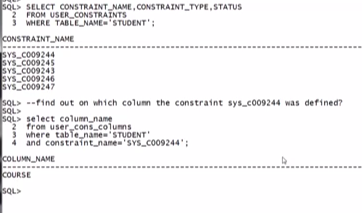 SQL> SELECT CONSTRAINT_NAME,CONSTRAINT_TYPE,STATUS
2 FROM USER_CONSTRAINTS
3 WHERE TABLE_NAME='STUDENT';
CONSTRAINT_NAME
--------------------------------------------------------------------------------
SYS_C009244
SYS_C009245
SYS_C009243
SYS_C009246
SYS_C009247
SQL> --find out on which column the constraint sys_c009244 was defined?
SQL>
SQL> select column_name
2 from user_cons_columns
3 where table_name='STUDENT'
4 and constraint_name='SYS_C009244';
COLUMN_NAME
--------------------------------------------------------------------------------
COURSE
SQL>